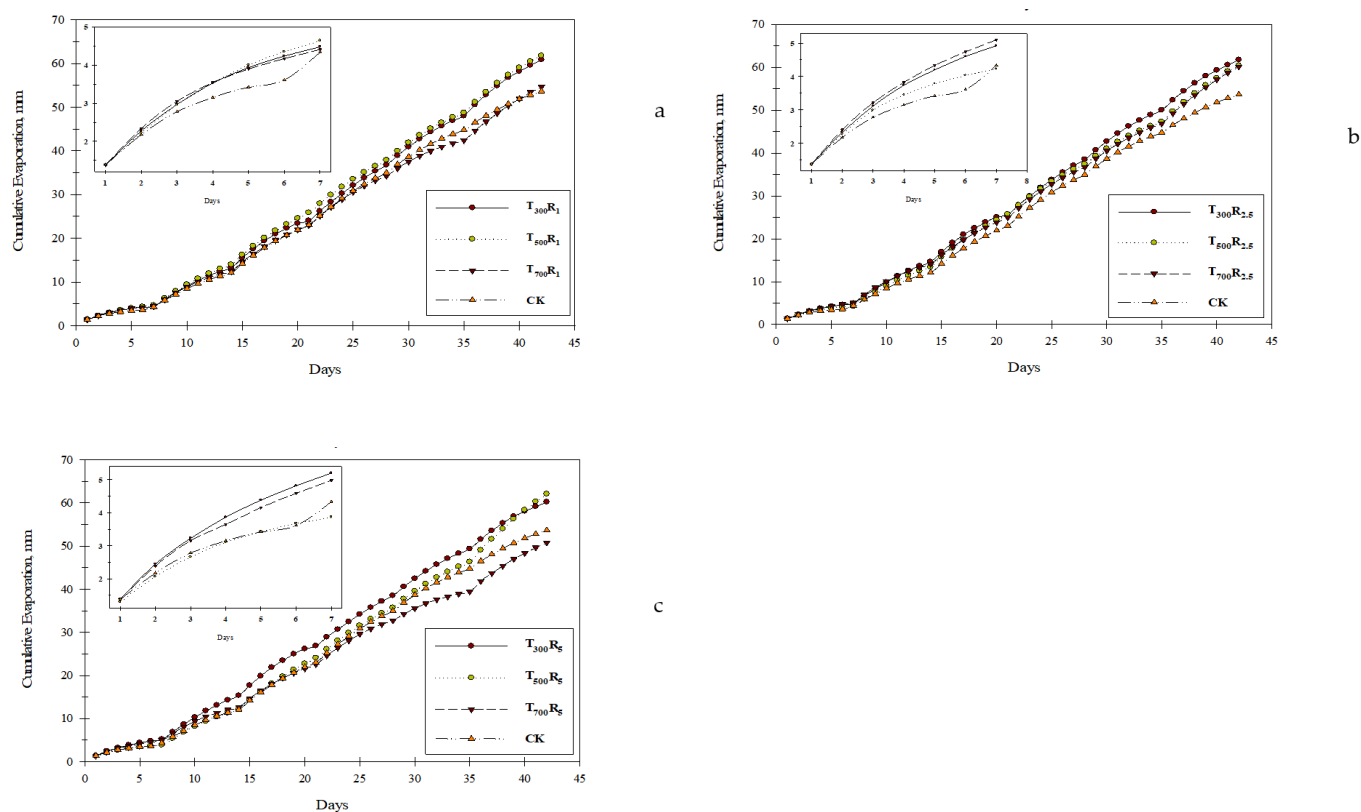 70
60
50
40
30
20
10
0
Cumulative Evaporation, mm
5
4
3
2
1 2 3 4 5 6 7
Days
T300R1
T500R1
T700R1
CK
0 5 10 15 20 25 30 35 40 45
Days
a
70
60
50
40
30
20
10
0
Cumulative Evaporation, mm
5
4
3
2
1 2 3 4 5 6 7 8
Days
T300R2.5
T500R2.5
T700R2.5
CK
0 5 10 15 20 25 30 35 40 45
Days
b
70
60
50
40
30
20
10
0
Cumulative Evaporation, mm
5
4
3
2
1 2 3 4 5 6 7
Days
T300R5
T500R5
T700R5
CK
0 5 10 15 20 25 30 35 40 45
Days
c